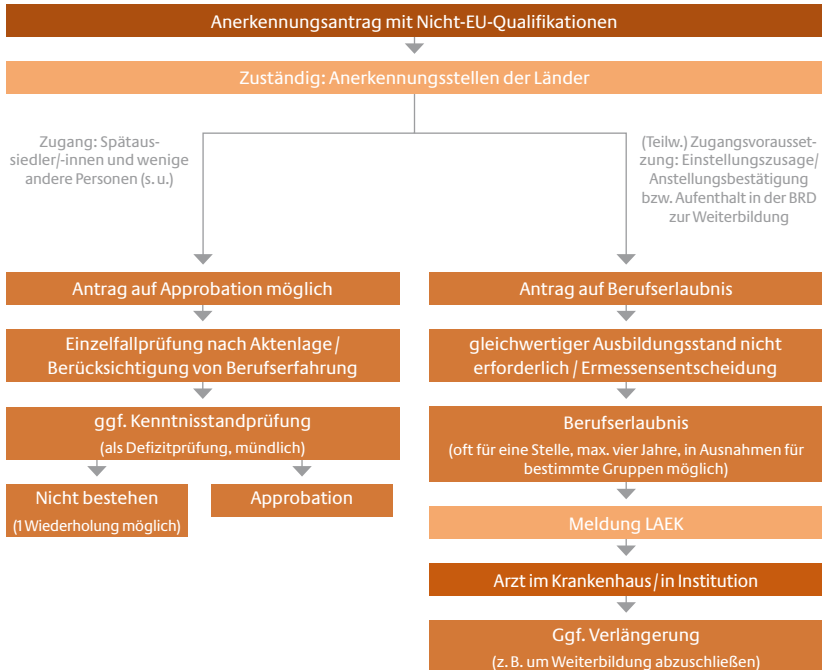 Anerkennungsantrag mit Nicht-EU-Qualifikationen
Zuständig: Anerkennungsstellen der Länder
Zugang: Spätaus-
siedler/-innen und wenige
andere Personen (s. u.)
(Teilw.) Zugangsvorausset-
zung: Einstellungszusage/
Anstellungsbestätigung
bzw. Aufenthalt in der BRD
zur Weiterbildung
Antrag auf Approbation möglich
Einzelfallprüfung nach Aktenlage /
Berücksichtigung von Berufserfahrung
ggf. Kenntnisstandprüfung
(als Defizitprüfung, mündlich)
Nicht bestehen
(1 Wiederholung möglich)
Approbation
Antrag auf Berufserlaubnis
gleichwertiger Ausbildungsstand nicht
erforderlich / Ermessensentscheidung
Berufserlaubnis
(oft für eine Stelle, max. vier Jahre, in Ausnahmen für
bestimmte Gruppen möglich)
Meldung LAEK
Arzt im Krankenhaus / in Institution
Ggf. Verlängerung
(z. B. um Weiterbildung abzuschließen)